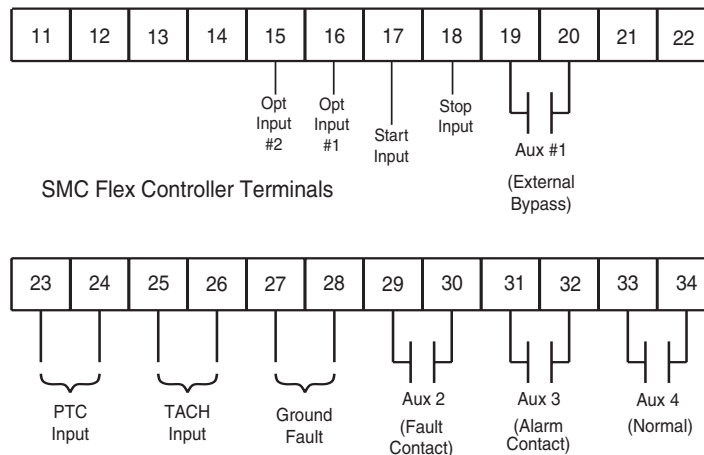 11 12 13 14 15 16 17 18 19 20 21 22
Opt Input #2
Opt Input #1
Start Input
Stop Input
Aux #1
(External
Bypass)
SMC Flex Controller Terminals
23 24 25 26 27 28 29 30 31 32 33 34
PTC
Input
TACH
Input
Ground
Fault
Aux 2
(Fault
Contact)
Aux 3
(Alarm
Contact)
Aux 4
(Normal)